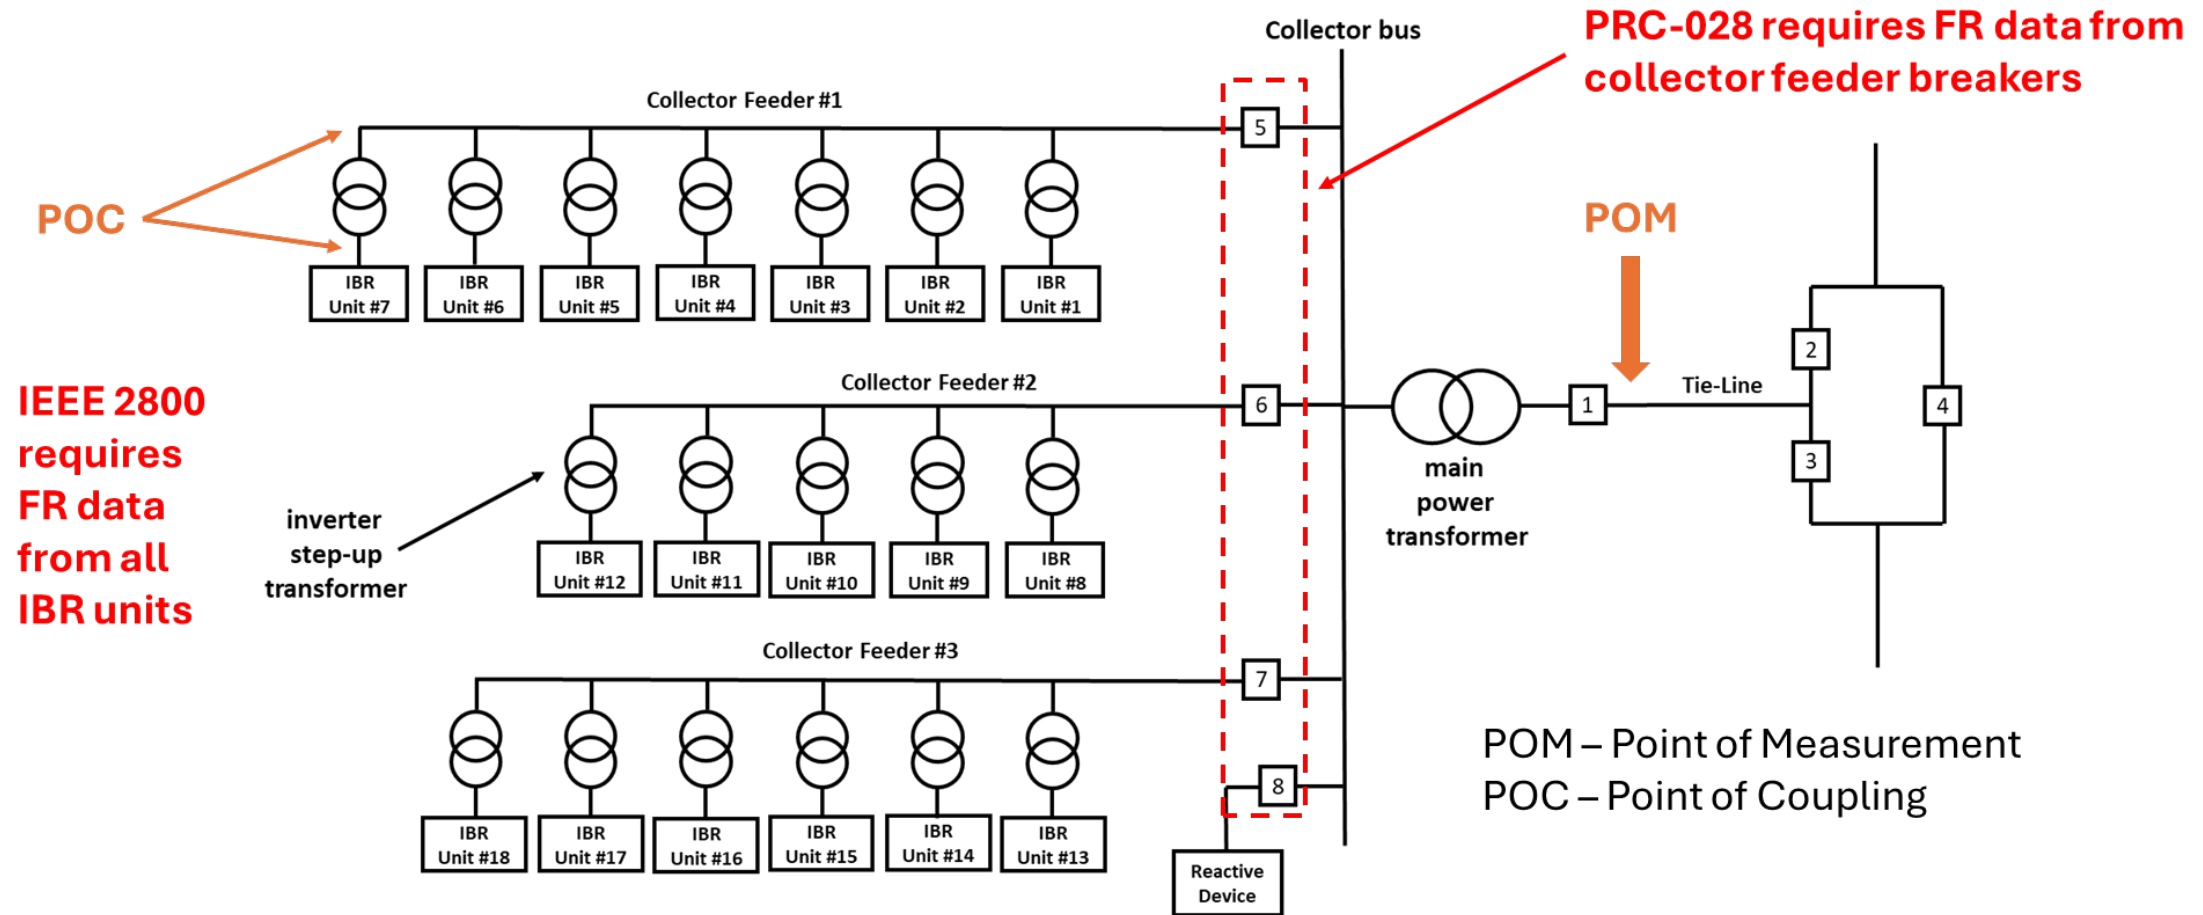 Collector bus
PRC-028 requires FR data from
collector feeder breakers
Collector Feeder #1
5
POC
POM
IBR
Unit #7
IBR
Unit #6
IBR
Unit #5
IBR
Unit #4
IBR
Unit #3
IBR
Unit #2
IBR
Unit #1
2
Collector Feeder #2
6
1
Tie-Line
4
IEEE 2800
requires
FR data
from all
IBR units
3
main
power
transformer
inverter
step-up
transformer
IBR
Unit #12
IBR
Unit #11
IBR
Unit #10
IBR
Unit #9
IBR
Unit #8
Collector Feeder #3
7
POM – Point of Measurement
POC – Point of Coupling
8
IBR
Unit #18
IBR
Unit #17
IBR
Unit #16
IBR
Unit #15
IBR
Unit #14
IBR
Unit #13
Reactive
Device